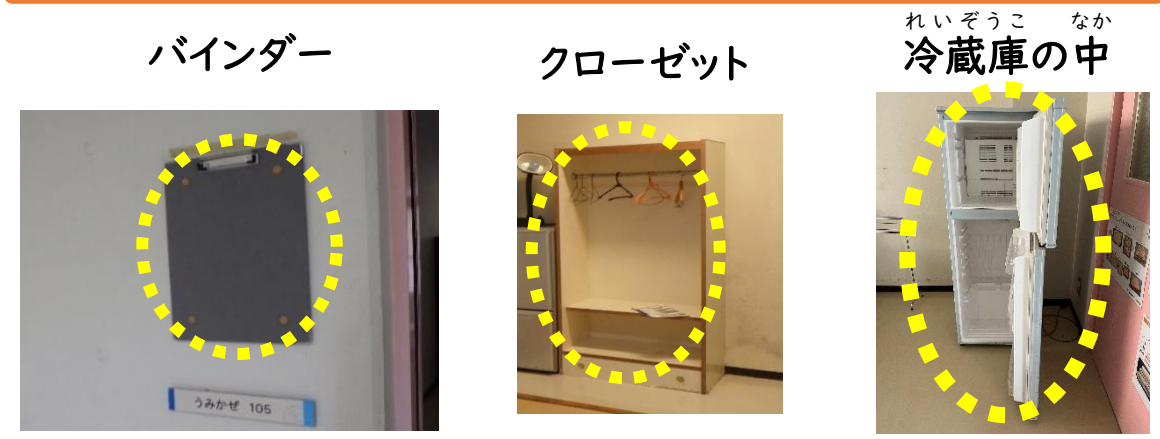 バインダー
クローゼット
れいぞうこ なか
冷蔵庫の中
うみかぜ 105